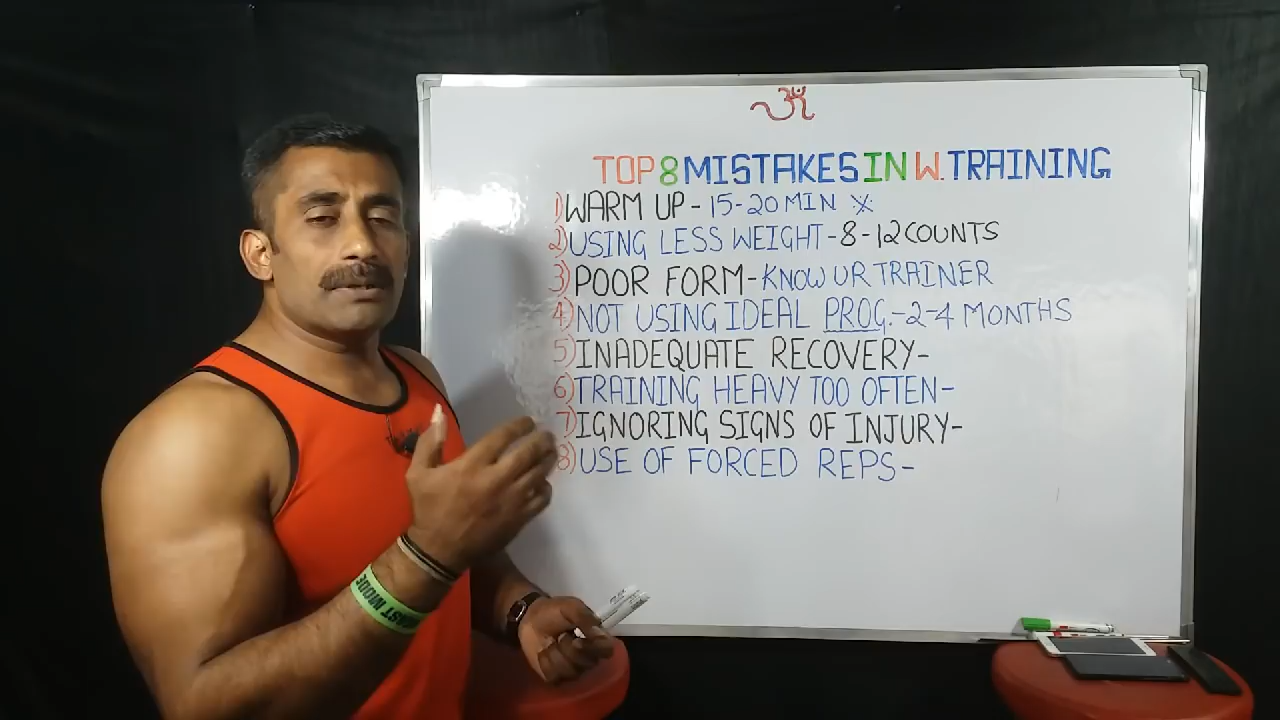 ॐ
TOP 8 MISTAKES IN W. TRAINING
1) WARM UP - 15-20 MIN ※
2) USING LESS WEIGHT - 8-12 COUNTS
3) POOR FORM - KNOW UR TRAINER
4) NOT USING IDEAL PROG. - 2-4 MONTHS
5) INADEQUATE RECOVERY -
6) TRAINING HEAVY TOO OFTEN -
7) IGNORING SIGNS OF INJURY -
8) USE OF FORCED REPS -
MODE